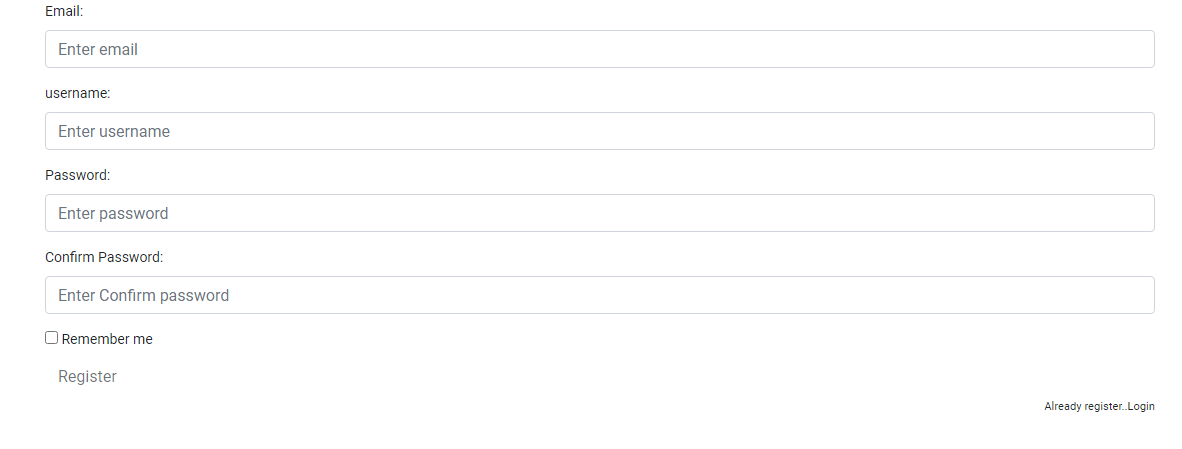 Email:
Enter email
username:
Enter username
Password:
Enter password
Confirm Password:
Enter Confirm password
Remember me
Register
Already register..Login